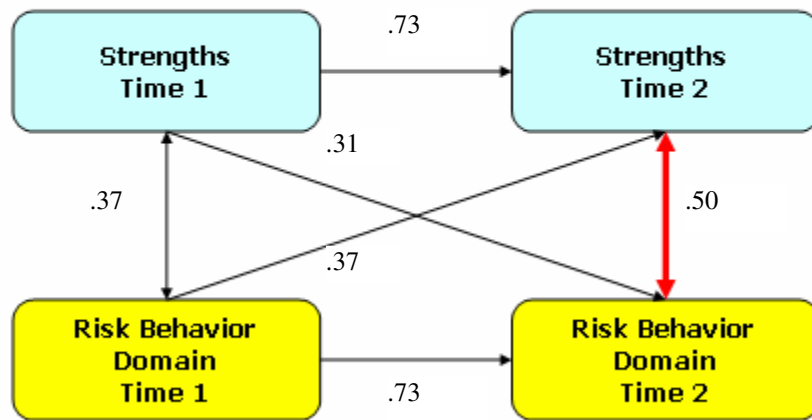 .73
Strengths
Time 1
Strengths
Time 2
.31
.37
.50
.37
Risk Behavior
Domain
Time 1
Risk Behavior
Domain
Time 2
.73